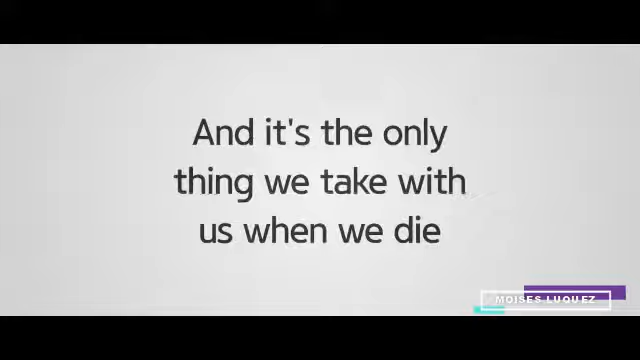 And it's the only
thing we take with
us when we die
MOISES LUQUEZ